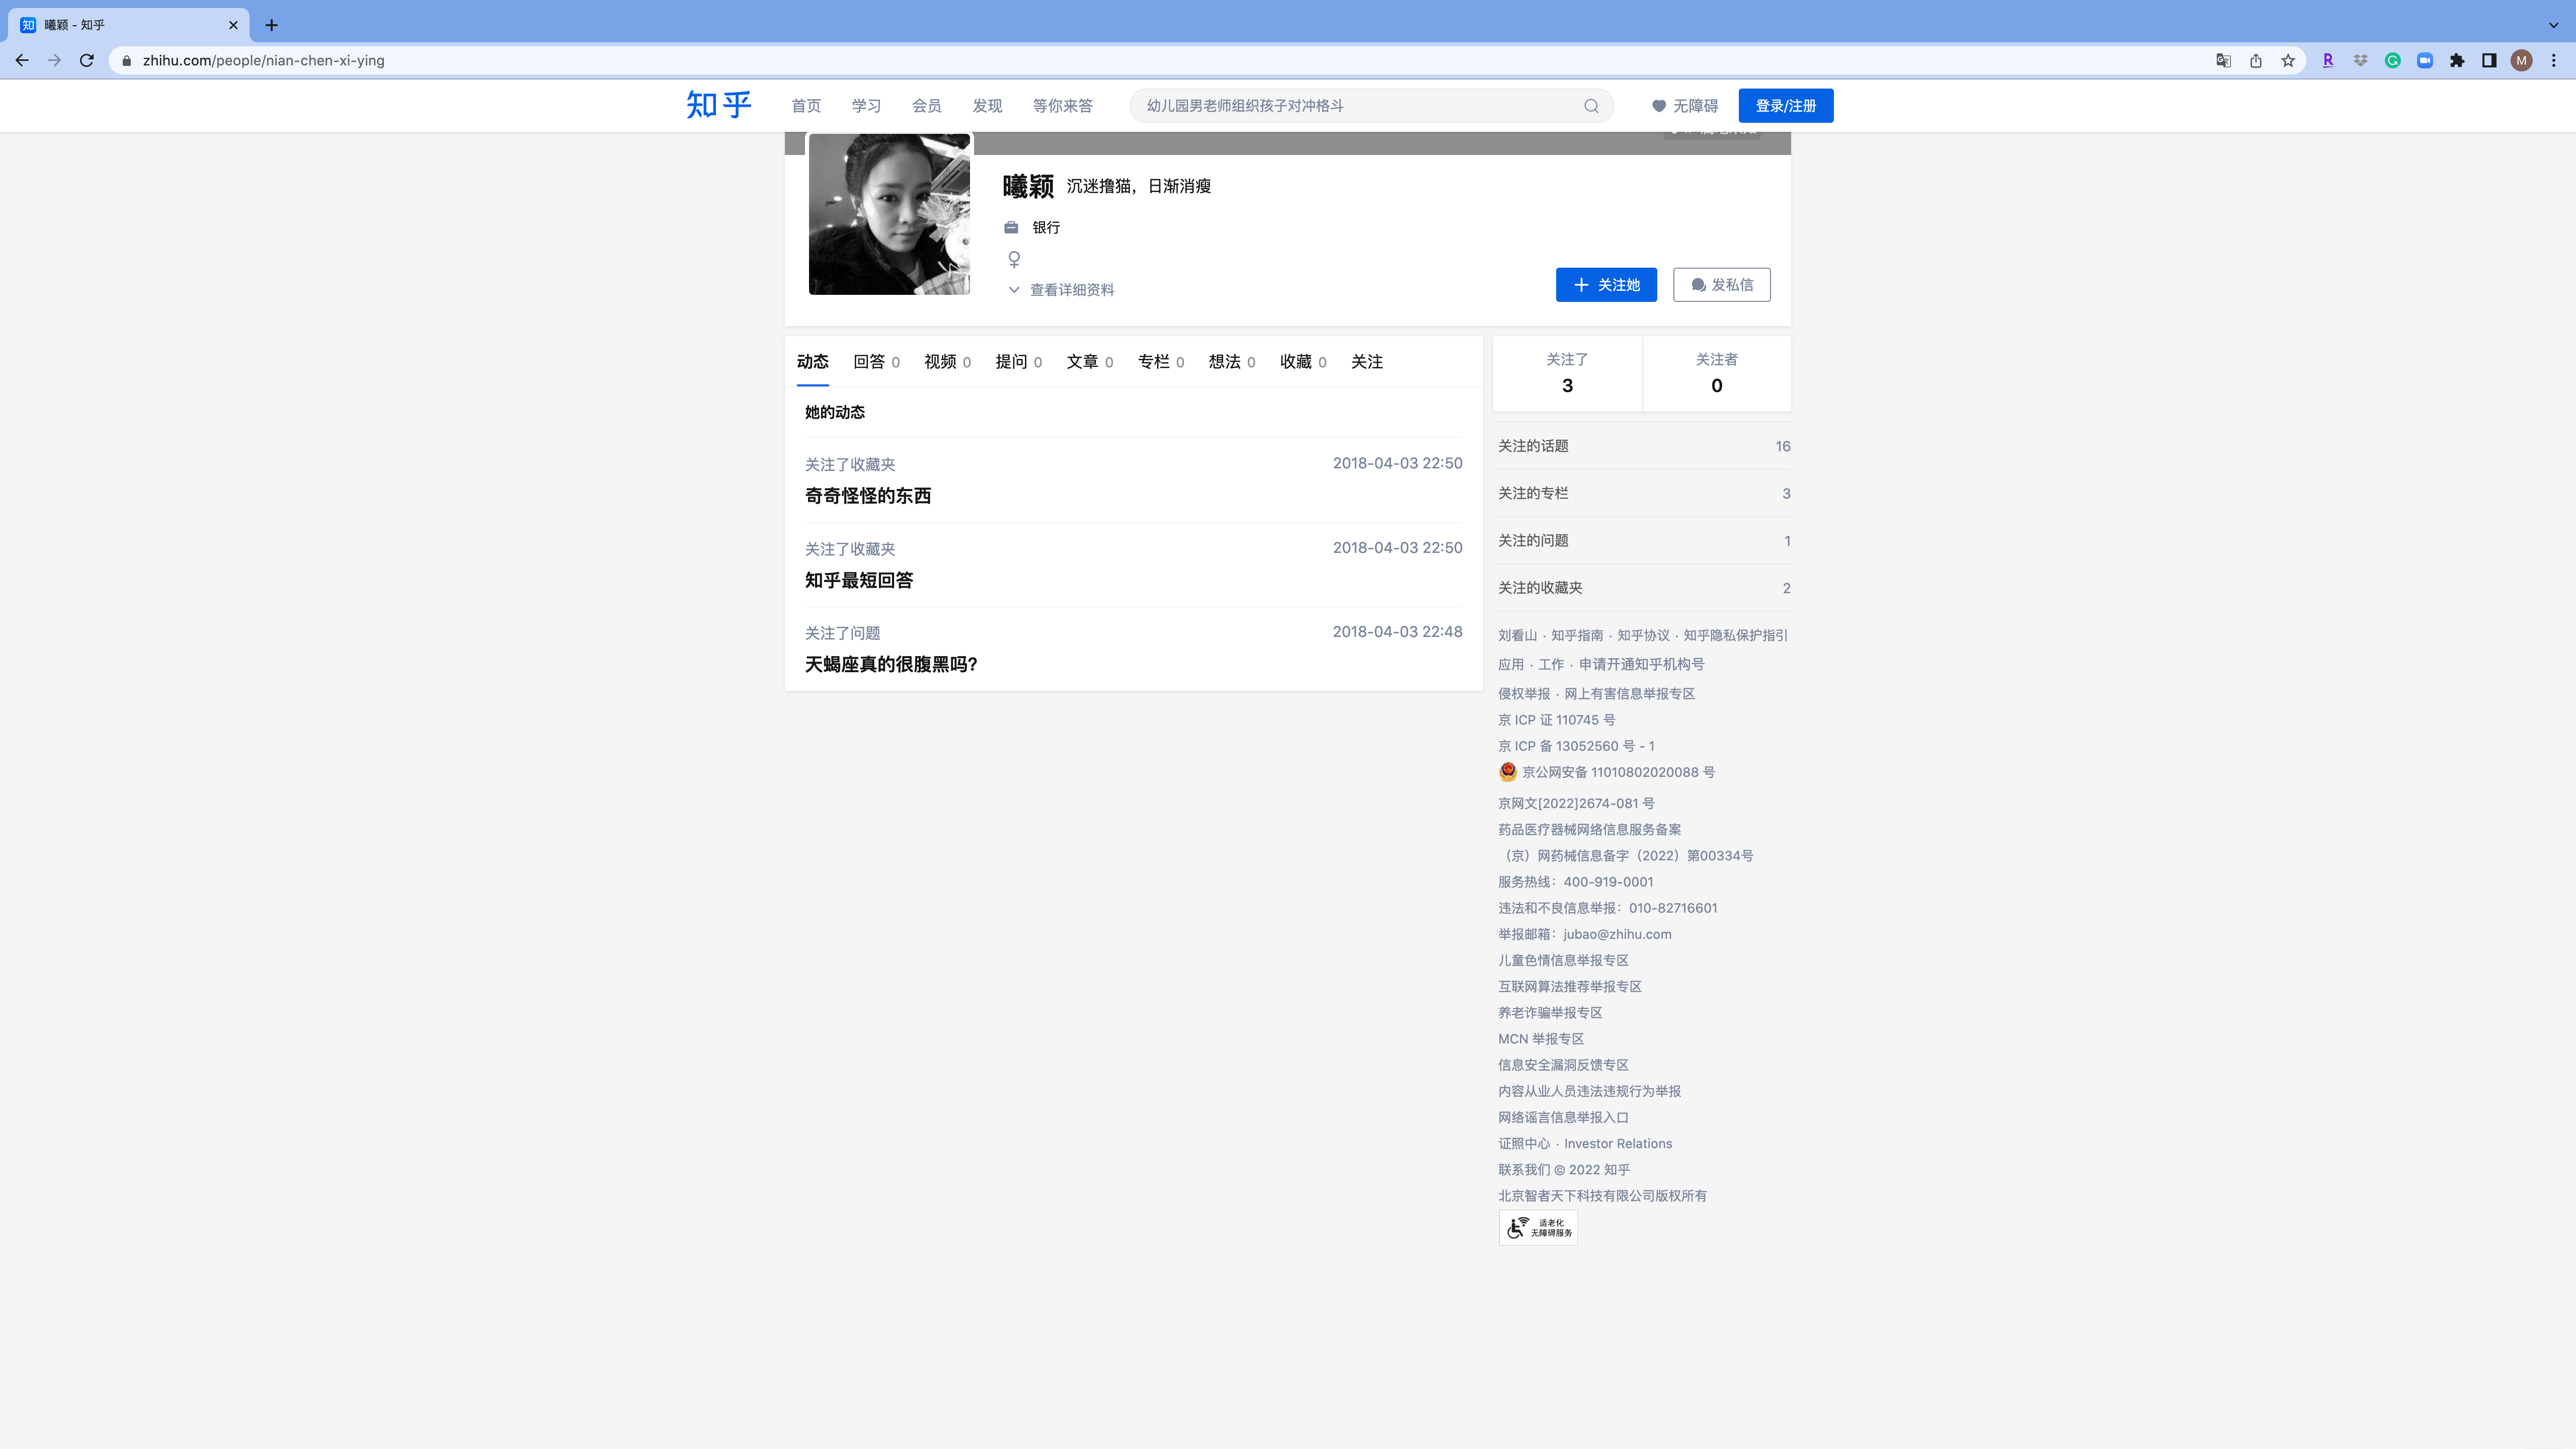 曦颖 - 知乎
zhihu.com/people/nian-chen-xi-ying
M
知乎
首页 学习 会员 发现 等你来答
幼儿园男老师组织孩子对冲格斗
无障碍
登录/注册
曦颖 沉迷撸猫，日渐消瘦
银行
查看详细资料
关注她
发私信
动态 回答 0 视频 0 提问 0 文章 0 专栏 0 想法 0 收藏 0 关注
她的动态
关注了收藏夹 2018-04-03 22:50
奇奇怪怪的东西
关注了收藏夹 2018-04-03 22:50
知乎最短回答
关注了问题 2018-04-03 22:48
天蝎座真的很腹黑吗?
关注了 关注者
3 0
关注的话题 16
关注的专栏 3
关注的问题 1
关注的收藏夹 2
刘看山 · 知乎指南 · 知乎协议 · 知乎隐私保护指引
应用 · 工作 · 申请开通知乎机构号
侵权举报 · 网上有害信息举报专区
京 ICP 证 110745 号
京 ICP 备 13052560 号 - 1
京公网安备 11010802020088 号
京网文[2022]2674-081 号
药品医疗器械网络信息服务备案
（京）网药械信息备字（2022）第00334号
服务热线：400-919-0001
违法和不良信息举报：010-82716601
举报邮箱：jubao@zhihu.com
儿童色情信息举报专区
互联网算法推荐举报专区
养老诈骗举报专区
MCN 举报专区
信息安全漏洞反馈专区
内容从业人员违法违规行为举报
网络谣言信息举报入口
证照中心 · Investor Relations
联系我们 © 2022 知乎
北京智者天下科技有限公司版权所有
适老化
无障碍服务